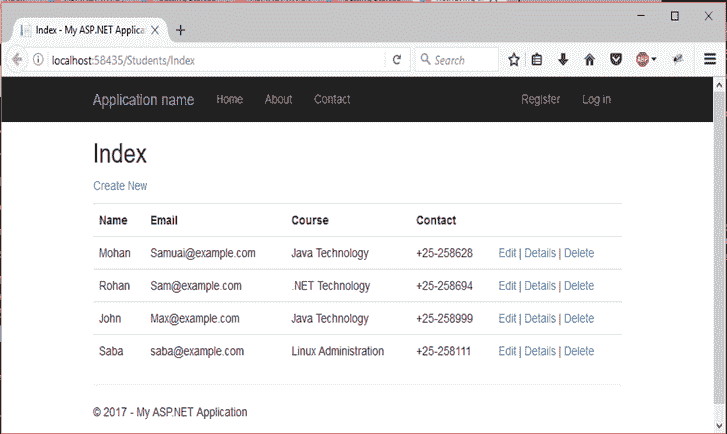 Index - My ASP.NET Applica
localhost:58435/Students/Index
Search
ABP
Application name Home About Contact Register Log in
Index
Create New
Name Email Course Contact
Mohan Samuai@example.com Java Technology +25-258628 Edit | Details | Delete
Rohan Sam@example.com .NET Technology +25-258694 Edit | Details | Delete
John Max@example.com Java Technology +25-258999 Edit | Details | Delete
Saba saba@example.com Linux Administration +25-258111 Edit | Details | Delete
© 2017 - My ASP.NET Application